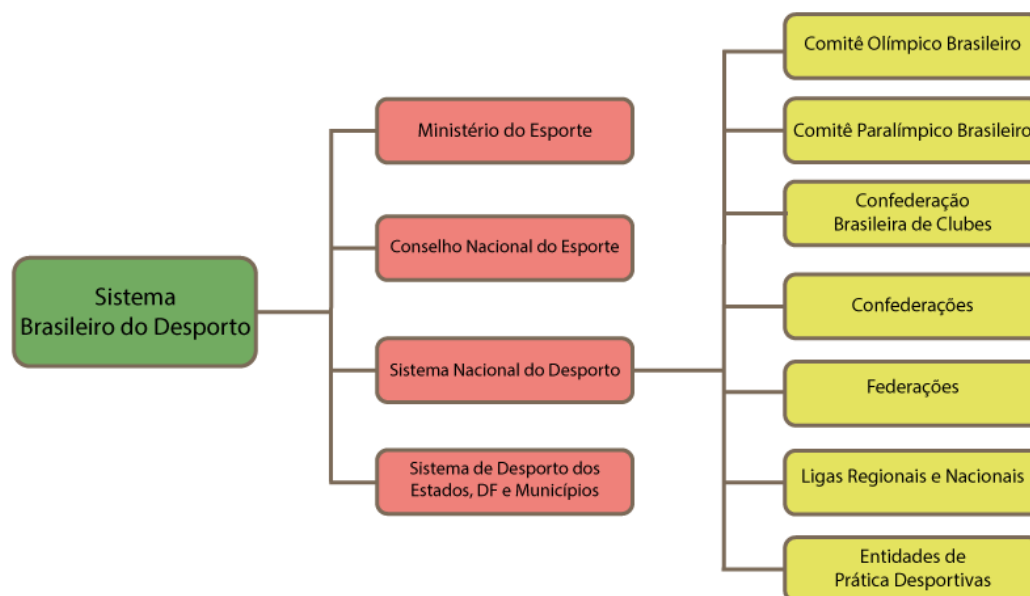 Sistema
Brasileiro do Desporto
Ministério do Esporte
Conselho Nacional do Esporte
Sistema Nacional do Desporto
Sistema de Desporto dos
Estados, DF e Municípios
Comitê Olímpico Brasileiro
Comitê Paralímpico Brasileiro
Confederação
Brasileira de Clubes
Confederações
Federações
Ligas Regionais e Nacionais
Entidades de
Prática Desportivas